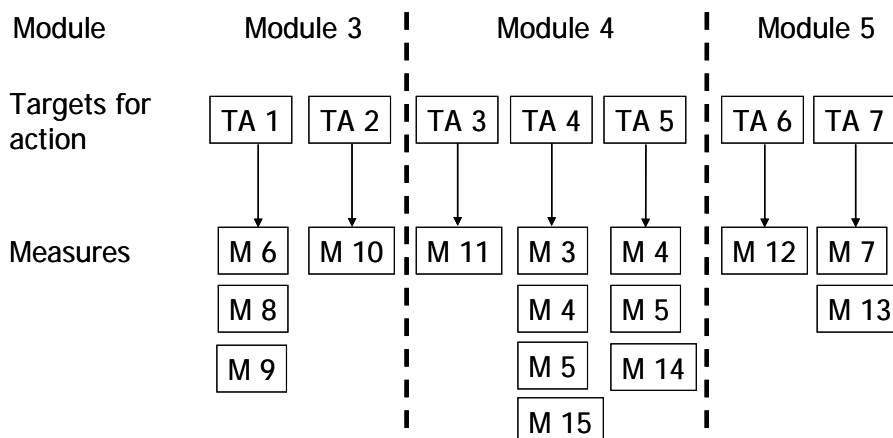 Module Module 3 Module 4 Module 5
Targets for
action
TA 1 TA 2 TA 3 TA 4 TA 5 TA 6 TA 7
Measures M 6 M 10 M 11 M 3 M 4 M 12 M 7
M 8 M 4 M 5 M 13
M 9 M 5 M 14
M 15